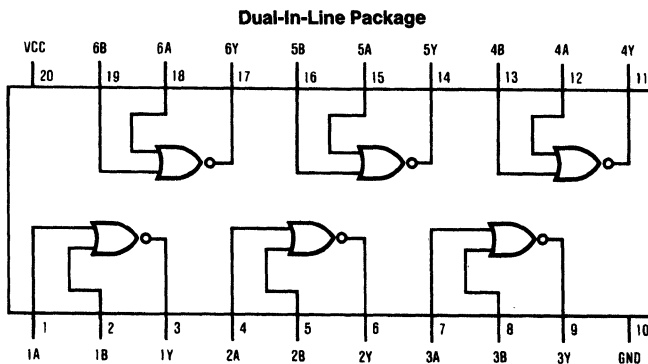 Dual-In-Line Package
VCC 6B 6A 6Y 5B 5A 5Y 4B 4A 4Y
20 19 18 17 16 15 14 13 12 11
1 2 3 4 5 6 7 8 9 10
1A 1B 1Y 2A 2B 2Y 3A 3B 3Y GND